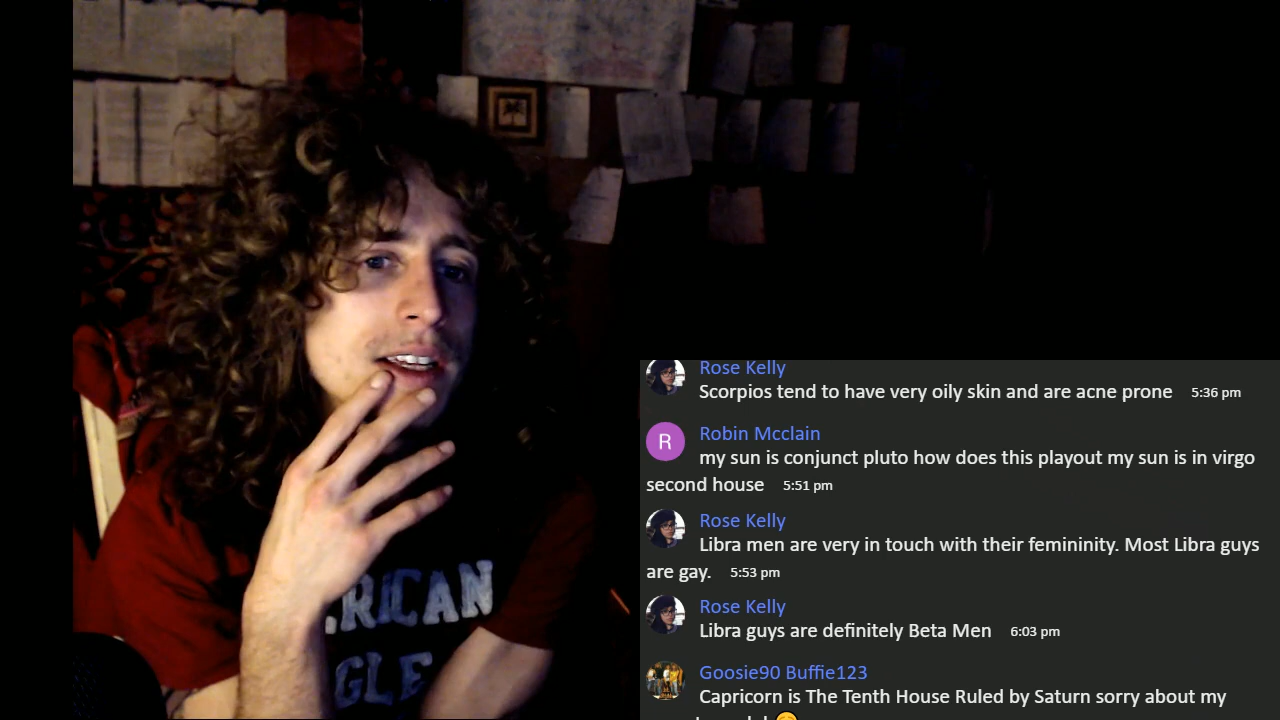 Rose Kelly
Scorpios tend to have very oily skin and are acne prone 5:36 pm
R
Robin Mcclain
my sun is conjunct pluto how does this playout my sun is in virgo
second house 5:51 pm
Rose Kelly
Libra men are very in touch with their femininity. Most Libra guys
are gay. 5:53 pm
Rose Kelly
Libra guys are definitely Beta Men 6:03 pm
Goosie90 Buffie123
Capricorn is The Tenth House Ruled by Saturn sorry about my
RICAN
GLE